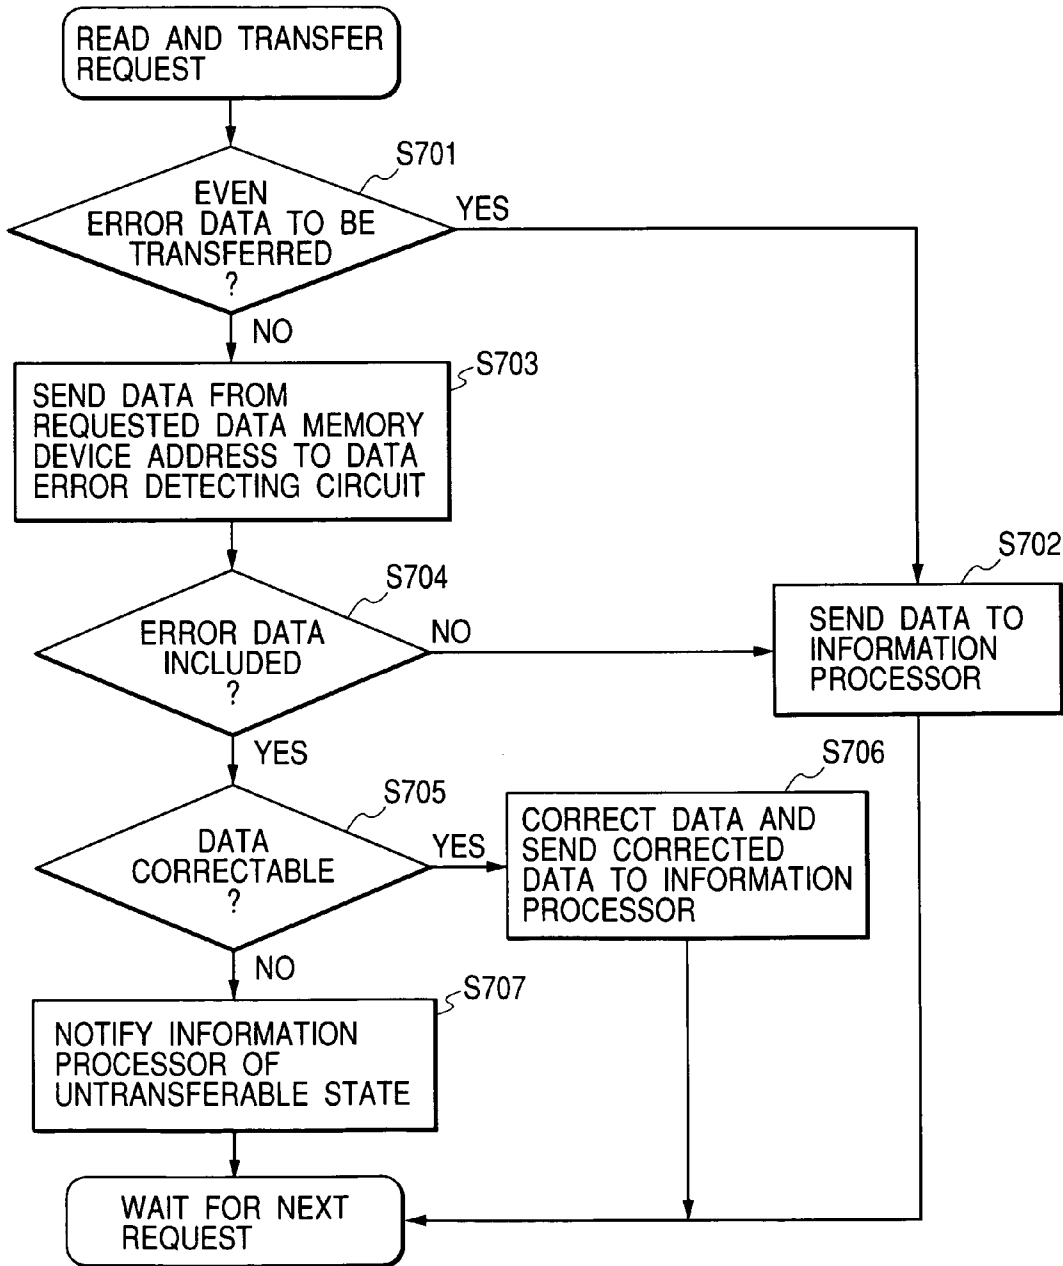 READ AND TRANSFER
REQUEST
S701
EVEN
ERROR DATA TO BE
TRANSFERRED
?
YES
NO
S703
SEND DATA FROM
REQUESTED DATA MEMORY
DEVICE ADDRESS TO DATA
ERROR DETECTING CIRCUIT
S702
SEND DATA TO
INFORMATION
PROCESSOR
S704
ERROR DATA
INCLUDED
?
NO
YES
S705
DATA
CORRECTABLE
?
YES
S706
CORRECT DATA AND
SEND CORRECTED
DATA TO INFORMATION
PROCESSOR
NO
S707
NOTIFY INFORMATION
PROCESSOR OF
UNTRANSFERABLE STATE
WAIT FOR NEXT
REQUEST